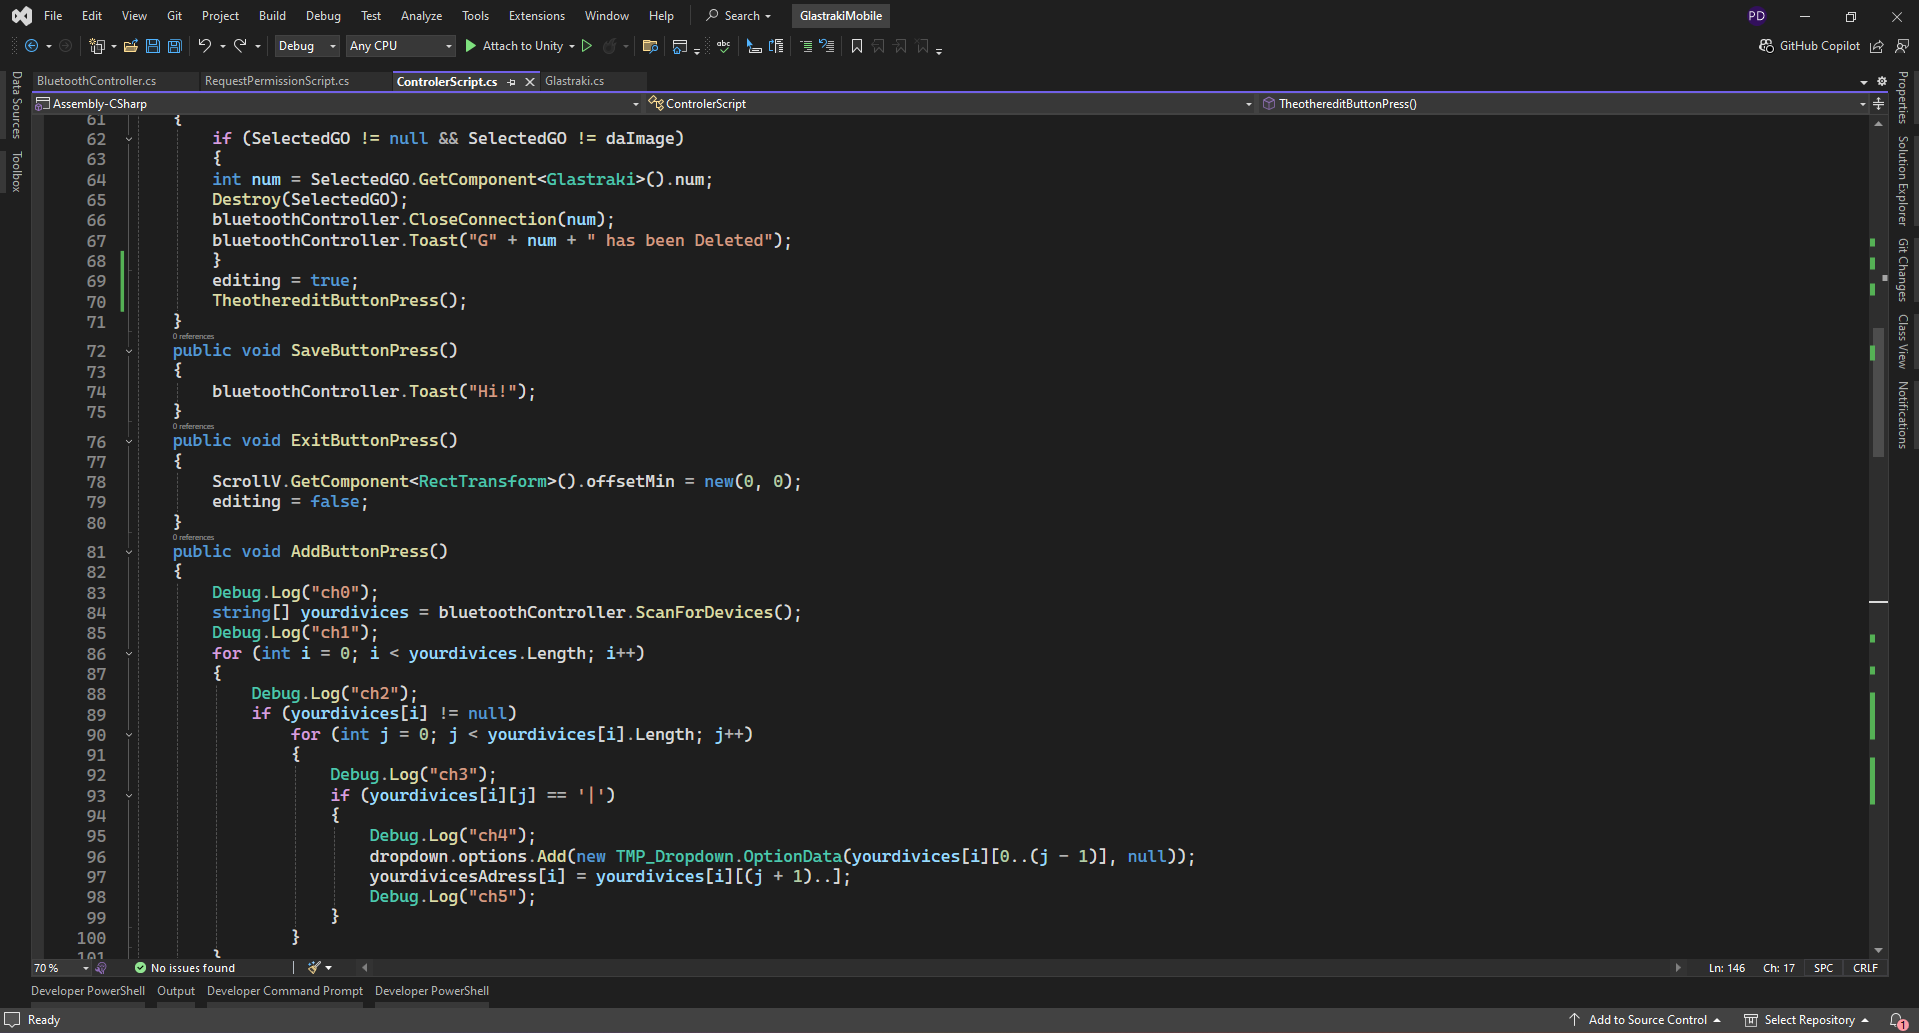 File Edit View Git Project Build Debug Test Analyze Tools Extensions Window Help Search GlastrakiMobile PD
Debug Any CPU Attach to Unity GitHub Copilot
BluetoothController.cs RequestPermissionScript.cs ControlerScript.cs Glastraki.cs
Assembly-CSharp ControlerScript TheothereditButtonPress()
Data Sources
Toolbox
Properties
Solution Explorer
Git Changes
Class View
Notifications
61 {
62 if (SelectedGO != null && SelectedGO != daImage)
63 {
64 int num = SelectedGO.GetComponent<Glastraki>().num;
65 Destroy(SelectedGO);
66 bluetoothController.CloseConnection(num);
67 bluetoothController.Toast("G" + num + " has been Deleted");
68 }
69 editing = true;
70 TheothereditButtonPress();
71 }
0 references
72 public void SaveButtonPress()
73 {
74 bluetoothController.Toast("Hi!");
75 }
0 references
76 public void ExitButtonPress()
77 {
78 ScrollV.GetComponent<RectTransform>().offsetMin = new(0, 0);
79 editing = false;
80 }
0 references
81 public void AddButtonPress()
82 {
83 Debug.Log("ch0");
84 string[] yourdivices = bluetoothController.ScanForDevices();
85 Debug.Log("ch1");
86 for (int i = 0; i < yourdivices.Length; i++)
87 {
88 Debug.Log("ch2");
89 if (yourdivices[i] != null)
90 for (int j = 0; j < yourdivices[i].Length; j++)
91 {
92 Debug.Log("ch3");
93 if (yourdivices[i][j] == '|')
94 {
95 Debug.Log("ch4");
96 dropdown.options.Add(new TMP_Dropdown.OptionData(yourdivices[i][0..(j - 1)], null));
97 yourdivicesAdress[i] = yourdivices[i][(j + 1)..];
98 Debug.Log("ch5");
99 }
100 }
101 }
70 % No issues found Ln: 146 Ch: 17 SPC CRLF
Developer PowerShell Output Developer Command Prompt Developer PowerShell
Ready Add to Source Control Select Repository 1